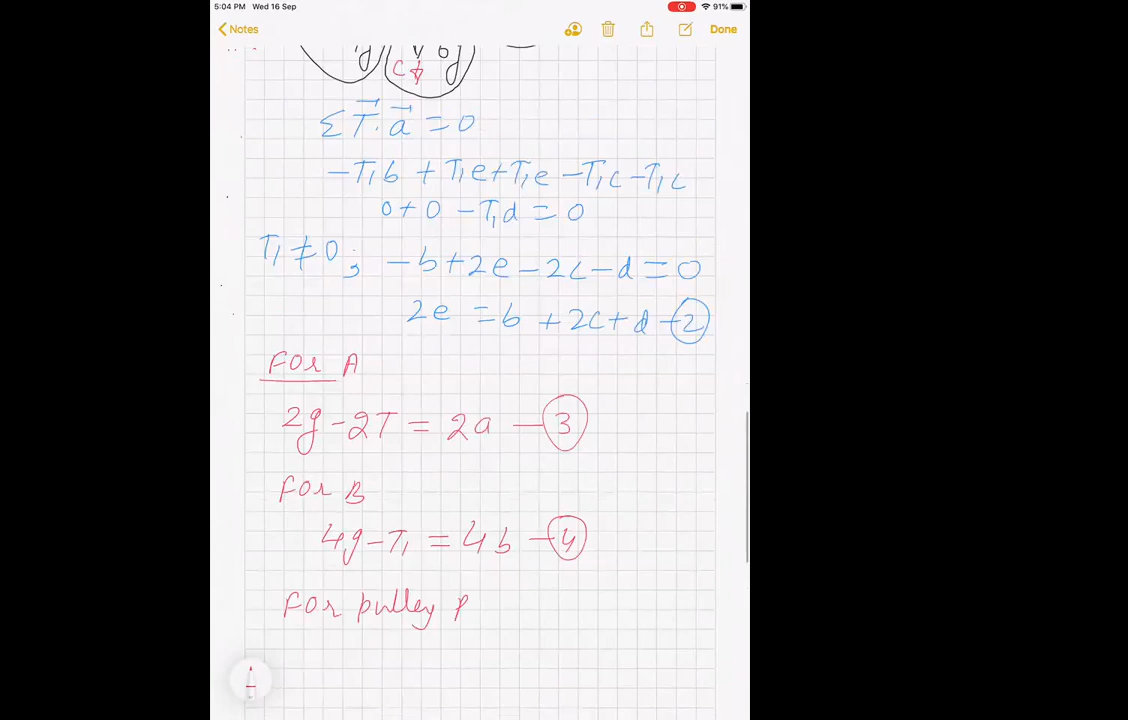 5:04 PM Wed 16 Sep 91%
Notes Done
g 6g
c
Σ T⃗.a⃗ = 0
-T₁b + T₁e + T₁e - T₁c - T₁c
0 + 0 - T₁d = 0
T₁ ≠ 0 ; -b + 2e - 2c - d = 0
2e = b + 2c + d - 2
For A
2g - 2T = 2a - 3
For B
4g - T₁ = 4b - 4
For pulley P